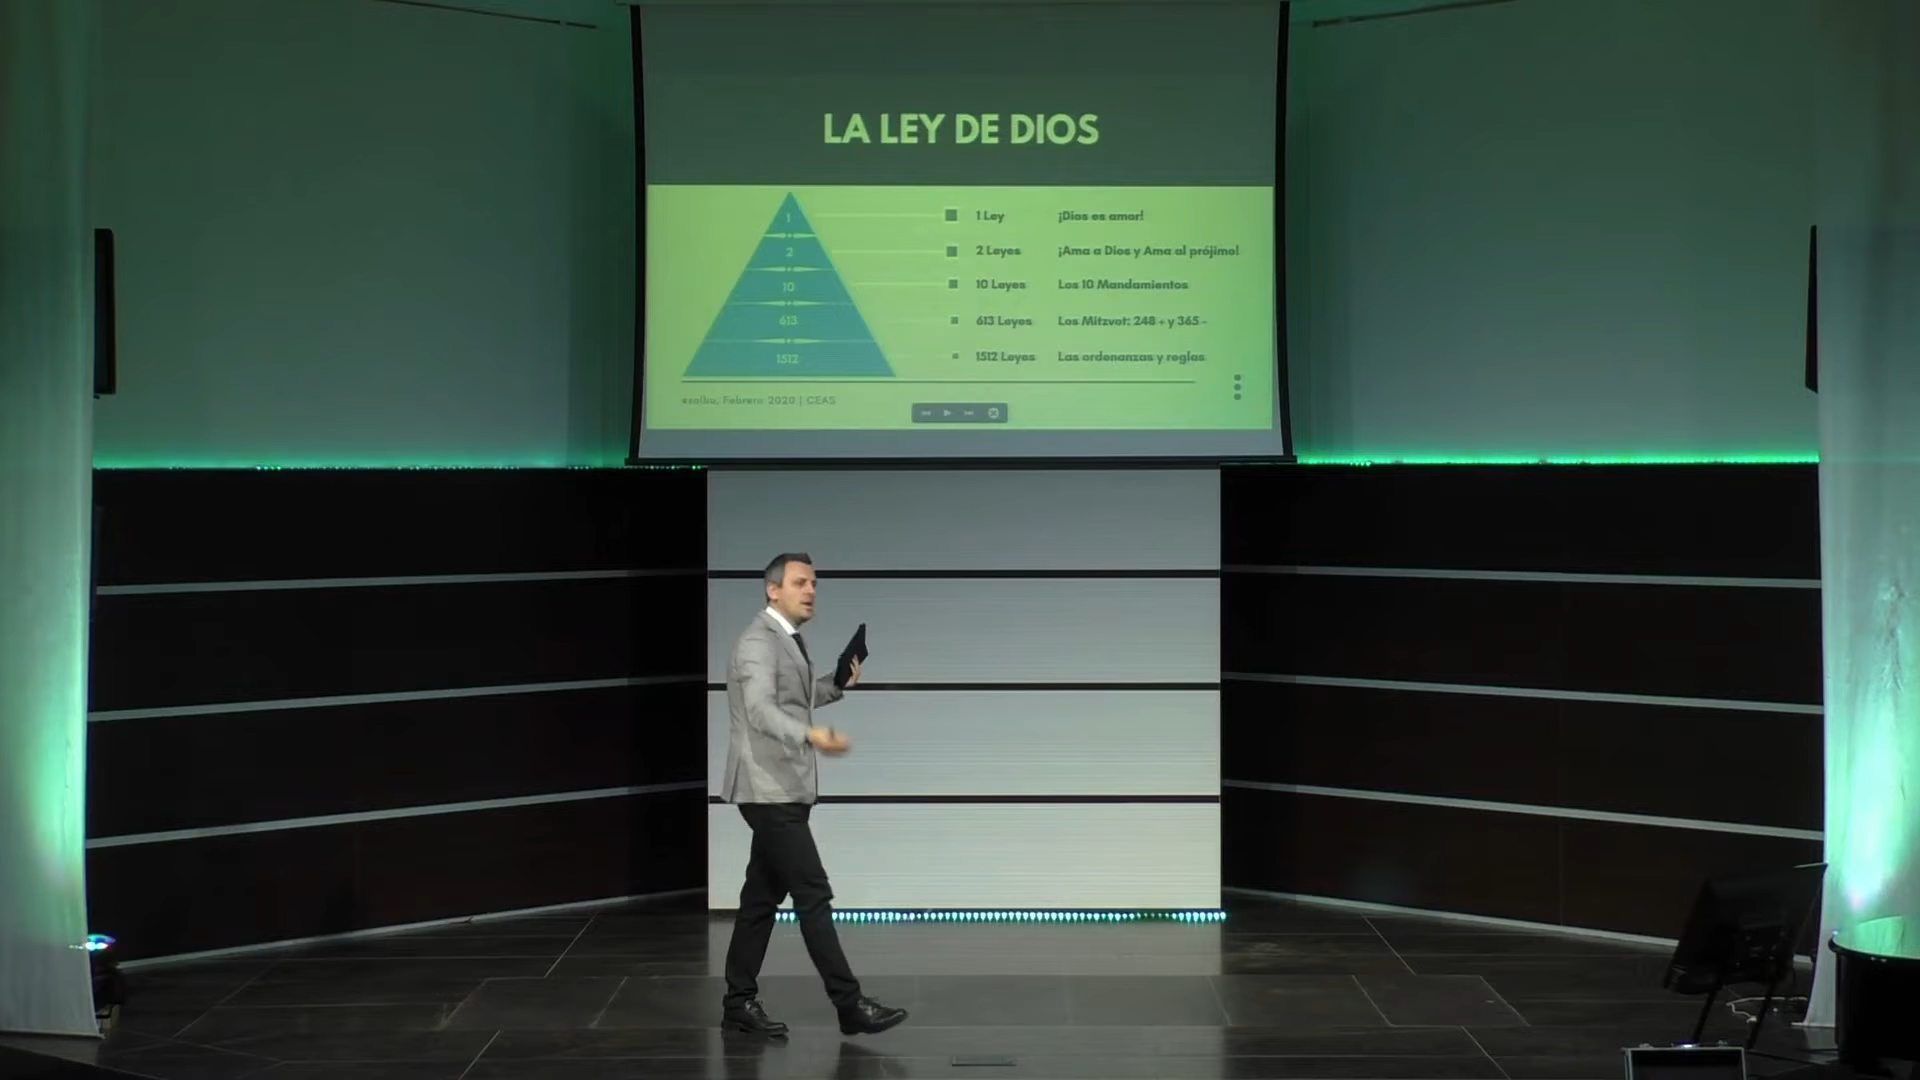 LA LEY DE DIOS
1 1 Ley ¡Dios es amor!
2 2 Leyes ¡Ama a Dios y Ama al prójimo!
10 10 Leyes Los 10 Mandamientos
613 613 Leyes Los Mitzvot: 248 + y 365 -
1512 1512 Leyes Las ordenanzas y reglas
esalbu, Febrero 2020 | CEAS